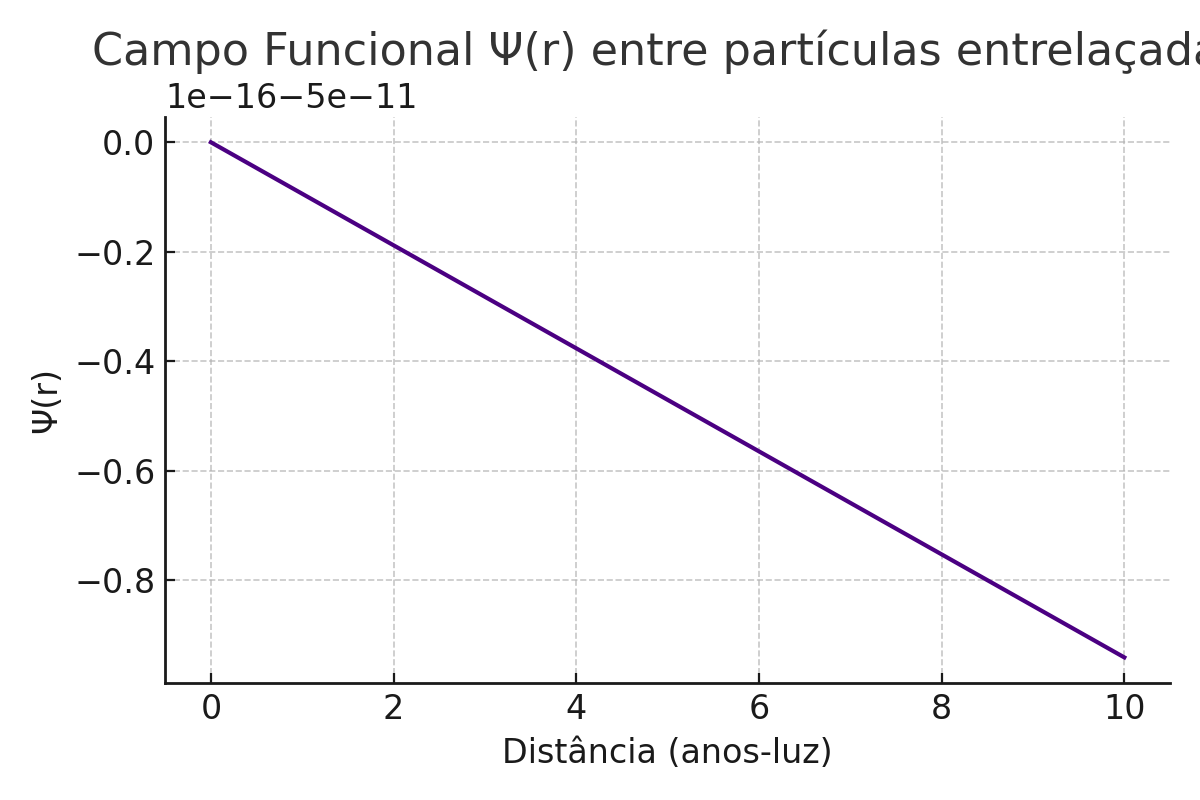 Campo Funcional Ψ(r) entre partículas entrelaçada
1e−16−5e−11
0.0
−0.2
−0.4
−0.6
−0.8
Ψ(r)
0 2 4 6 8 10
Distância (anos-luz)